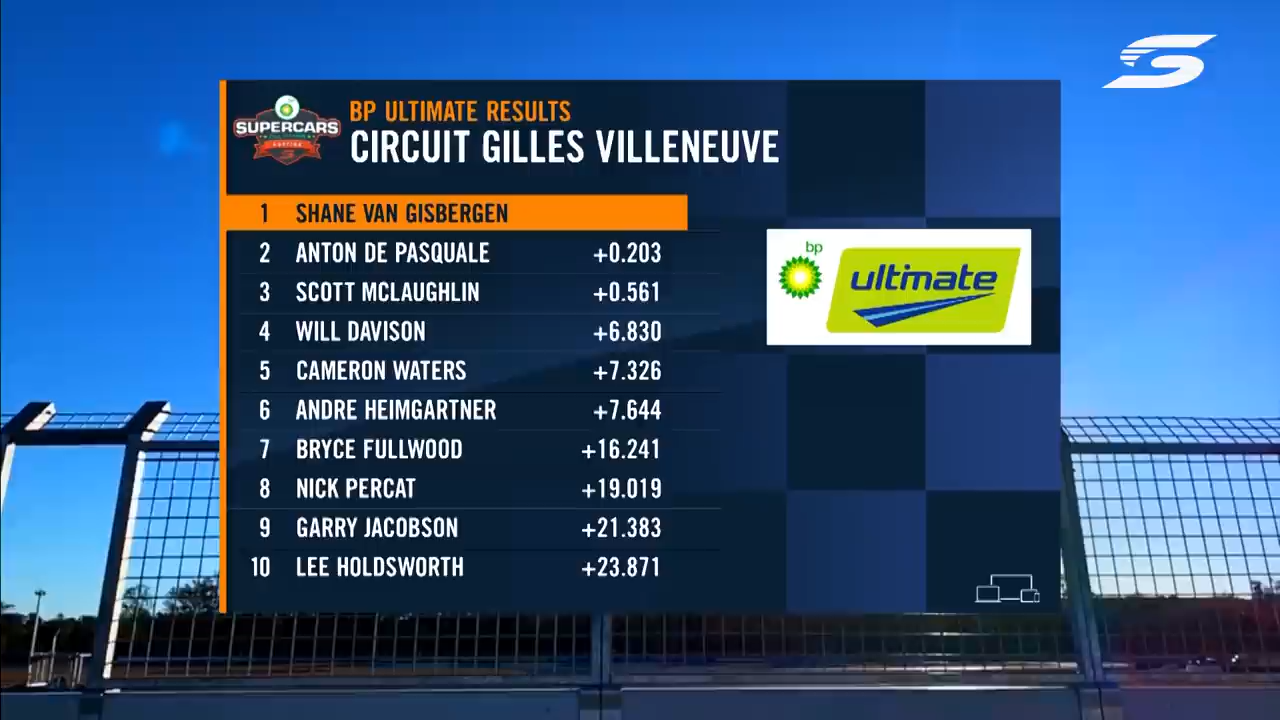 BP ULTIMATE RESULTS
SUPERCARS
CIRCUIT GILLES VILLENEUVE
1 SHANE VAN GISBERGEN
2 ANTON DE PASQUALE +0.203
3 SCOTT MCLAUGHLIN +0.561
4 WILL DAVISON +6.830
5 CAMERON WATERS +7.326
6 ANDRE HEIMGARTNER +7.644
7 BRYCE FULLWOOD +16.241
8 NICK PERCAT +19.019
9 GARRY JACOBSON +21.383
10 LEE HOLDSWORTH +23.871
bp
ultimate